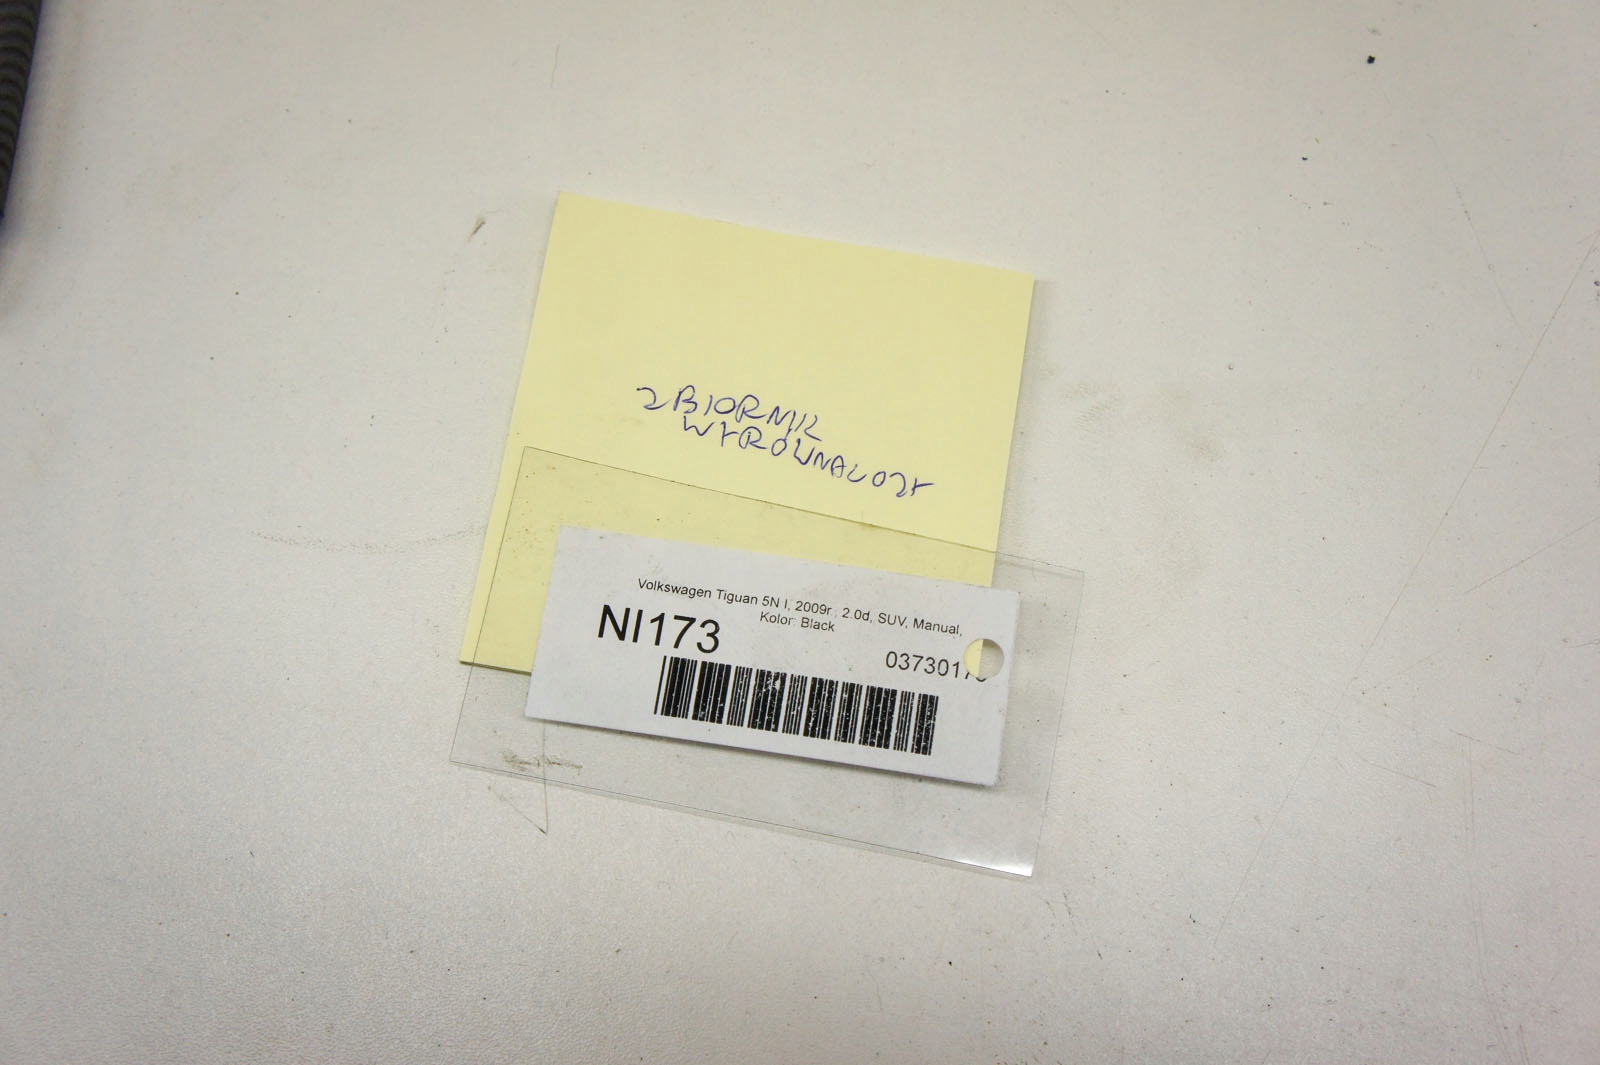 ZBIORNIK
WYRÓWNAWCZY
Volkswagen Tiguan 5N I, 2009r., 2.0d, SUV, Manual,
Kolor: Black
NI173